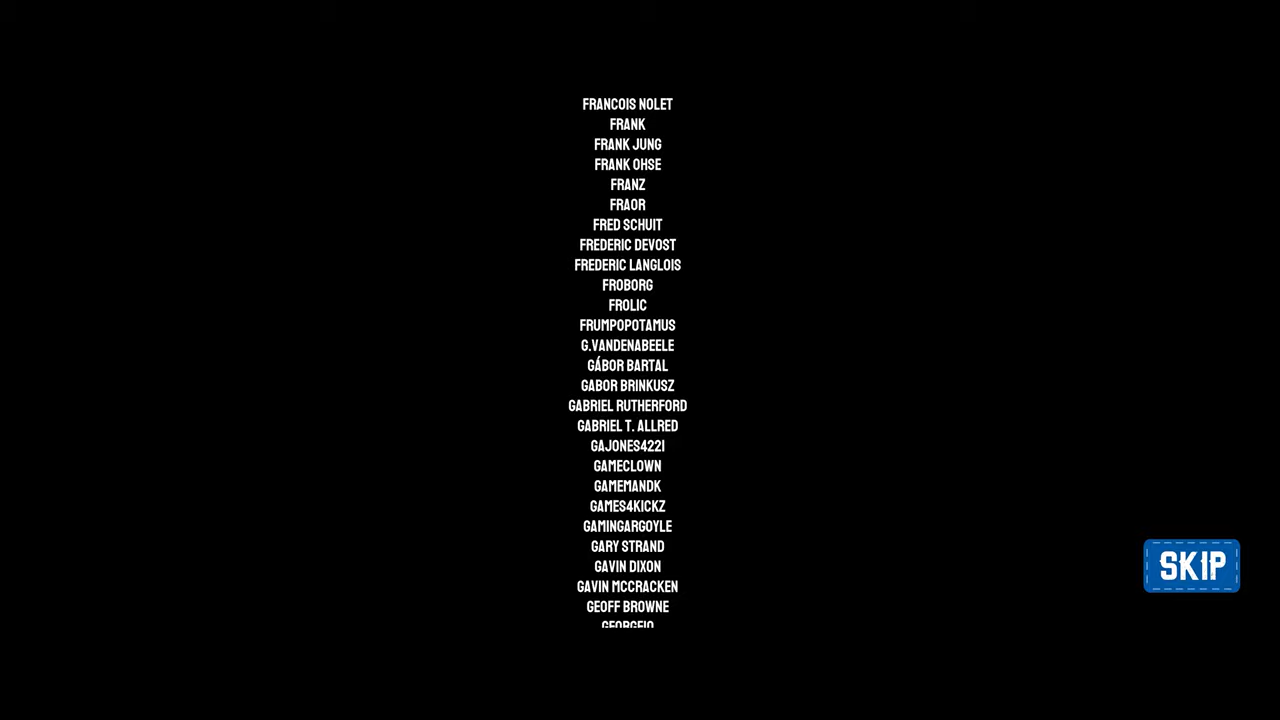 FRANCOIS NOLET
FRANK
FRANK JUNG
FRANK OHSE
FRANZ
FRAOR
FRED SCHUIT
FREDERIC DEVOST
FREDERIC LANGLOIS
FROBORG
FROLIC
FRUMPOPOTAMUS
G.VANDENABEELE
GÁBOR BARTAL
GABOR BRINKUSZ
GABRIEL RUTHERFORD
GABRIEL T. ALLRED
GAJONES4221
GAMECLOWN
GAMEMANDK
GAMES4KICKZ
GAMINGARGOYLE
GARY STRAND
GAVIN DIXON
GAVIN MCCRACKEN
GEOFF BROWNE
SKIP